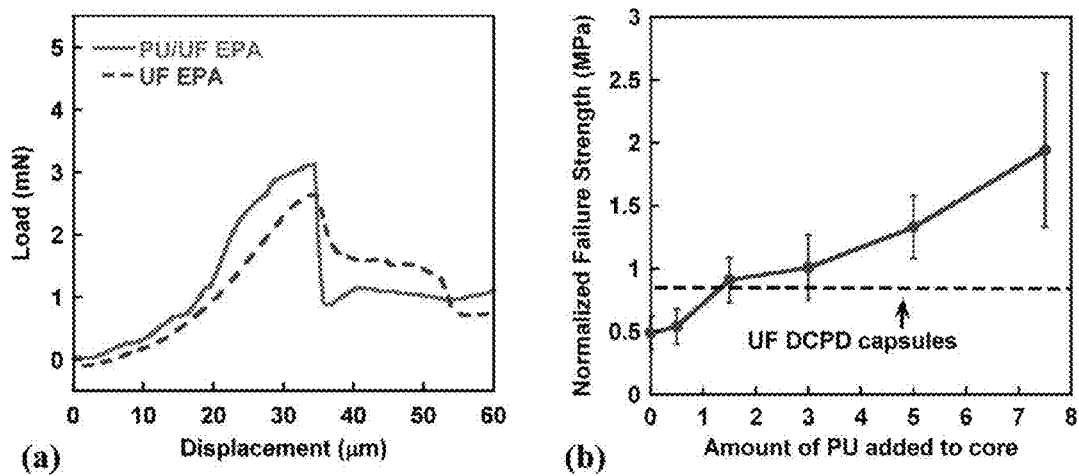 5
4
3
2
1
0
Load (mN)
PU/UF EPA
UF EPA
0 10 20 30 40 50 60
Displacement (μm)
(a)
3
2.5
2
1.5
1
0.5
0
Normalized Failure Strength (MPa)
UF DCPD capsules
0 1 2 3 4 5 6 7 8
Amount of PU added to core
(b)